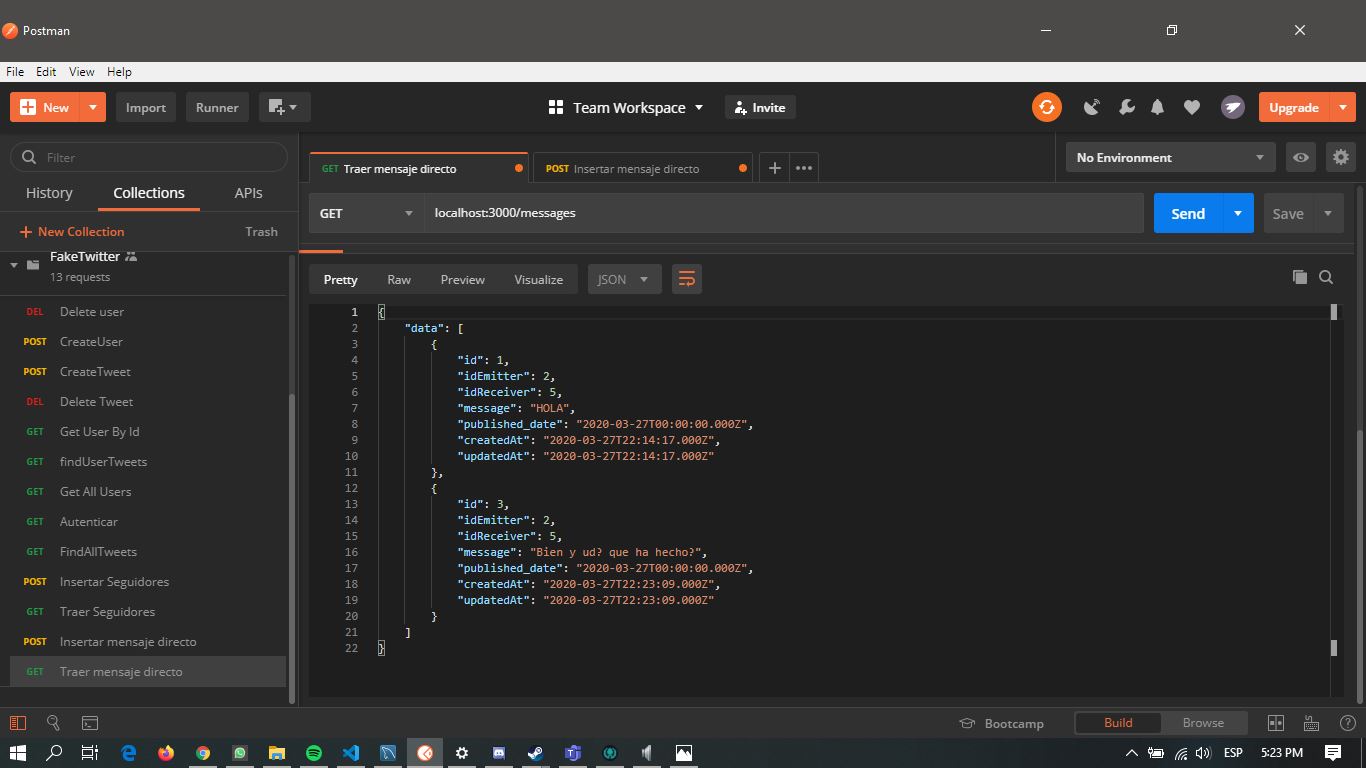 Postman
File Edit View Help
New Import Runner Team Workspace Invite Upgrade
Filter
History Collections APIs
+ New Collection Trash
FakeTwitter
13 requests
DEL Delete user
POST CreateUser
POST CreateTweet
DEL Delete Tweet
GET Get User By Id
GET findUserTweets
GET Get All Users
GET Autenticar
GET FindAllTweets
POST Insertar Seguidores
GET Traer Seguidores
POST Insertar mensaje directo
GET Traer mensaje directo
GET Traer mensaje directo POST Insertar mensaje directo + ••• No Environment
GET localhost:3000/messages Send Save
Pretty Raw Preview Visualize JSON
1 {
2 "data": [
3 {
4 "id": 1,
5 "idEmitter": 2,
6 "idReceiver": 5,
7 "message": "HOLA",
8 "published_date": "2020-03-27T00:00:00.000Z",
9 "createdAt": "2020-03-27T22:14:17.000Z",
10 "updatedAt": "2020-03-27T22:14:17.000Z"
11 },
12 {
13 "id": 3,
14 "idEmitter": 2,
15 "idReceiver": 5,
16 "message": "Bien y ud? que ha hecho?",
17 "published_date": "2020-03-27T00:00:00.000Z",
18 "createdAt": "2020-03-27T22:23:09.000Z",
19 "updatedAt": "2020-03-27T22:23:09.000Z"
20 }
21 ]
22 }
Bootcamp Build Browse
ESP 5:23 PM